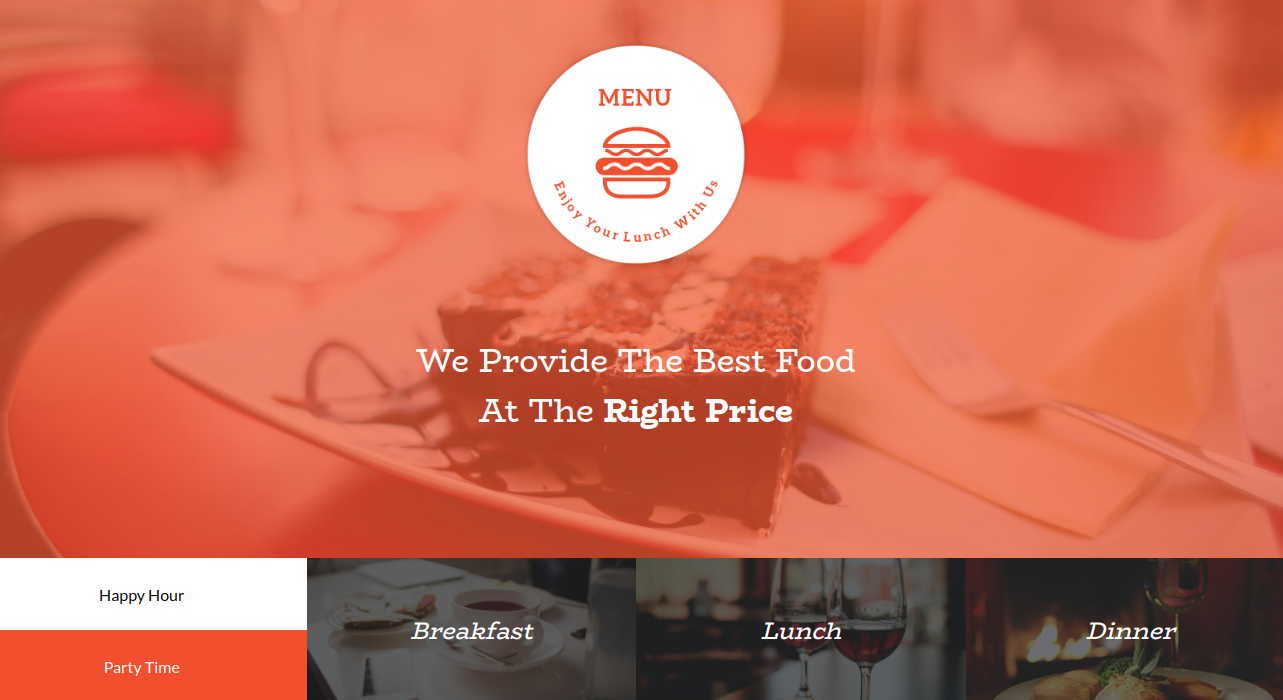 MENU
Enjoy Your Lunch With Us
We Provide The Best Food
At The Right Price
Happy Hour
Party Time
Breakfast
Lunch
Dinner